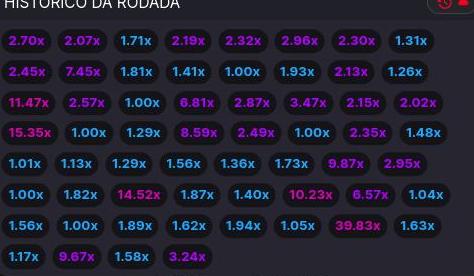 HISTÓRICO DA RODADA
2.70x 2.07x 1.71x 2.19x 2.32x 2.96x 2.30x 1.31x
2.45x 7.45x 1.81x 1.41x 1.00x 1.93x 2.13x 1.26x
11.47x 2.57x 1.00x 6.81x 2.87x 3.47x 2.15x 2.02x
15.35x 1.00x 1.29x 8.59x 2.49x 1.00x 2.35x 1.48x
1.01x 1.13x 1.29x 1.56x 1.36x 1.73x 9.87x 2.95x
1.00x 1.82x 14.52x 1.87x 1.40x 10.23x 6.57x 1.04x
1.56x 1.00x 1.89x 1.62x 1.94x 1.05x 39.83x 1.63x
1.17x 9.67x 1.58x 3.24x